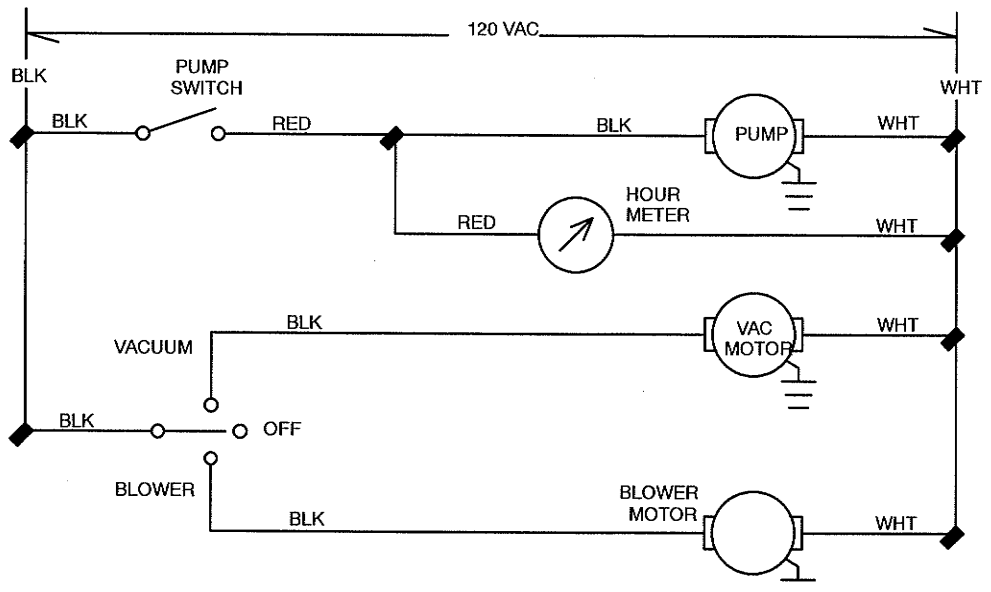 120 VAC
BLK
WHT
PUMP
SWITCH
BLK
RED
BLK
PUMP
WHT
HOUR
METER
RED
WHT
BLK
VAC
MOTOR
WHT
VACUUM
BLK
OFF
BLOWER
BLOWER
MOTOR
BLK
WHT